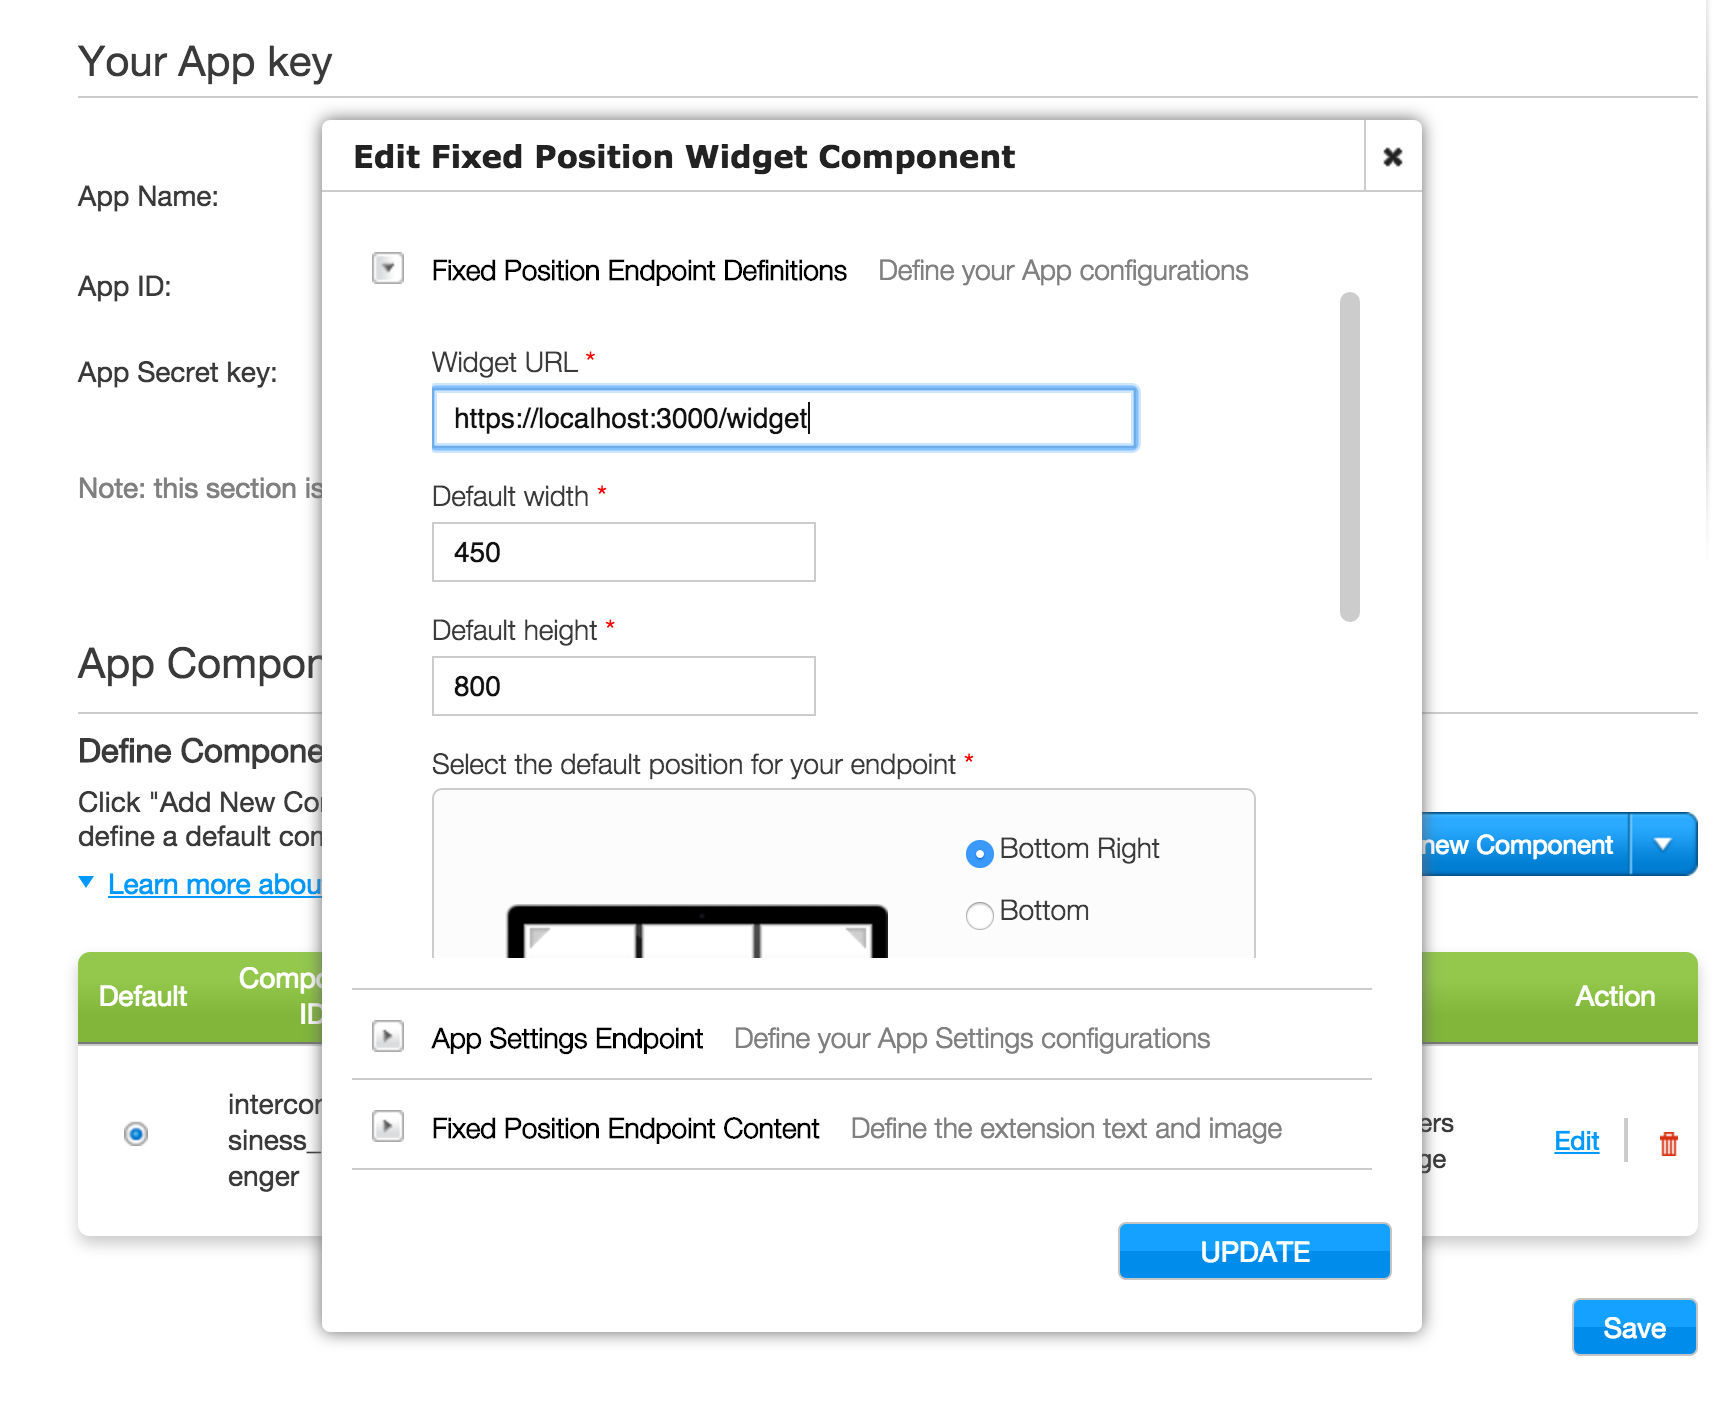 Your App key
Edit Fixed Position Widget Component
App Name:
App ID:
App Secret key:
Note: this section is
Fixed Position Endpoint Definitions Define your App configurations
Widget URL *
https://localhost:3000/widget
Default width *
450
Default height *
800
Select the default position for your endpoint *
Bottom Right
Bottom
App Settings Endpoint Define your App Settings configurations
Fixed Position Endpoint Content Define the extension text and image
UPDATE
App Compon
Define Compone
Click "Add New Co
define a default con
Learn more abou
new Component
Default
Compo
ID
Action
intercor
siness_
enger
ers
ge
Edit
Save